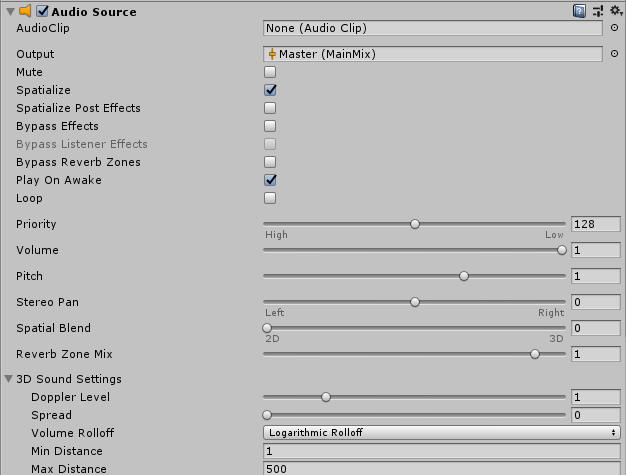 Audio Source
AudioClip None (Audio Clip)
Output Master (MainMix)
Mute
Spatialize
Spatialize Post Effects
Bypass Effects
Bypass Listener Effects
Bypass Reverb Zones
Play On Awake
Loop
Priority 128
High Low
Volume 1
Pitch 1
Stereo Pan 0
Left Right
Spatial Blend 0
2D 3D
Reverb Zone Mix 1
3D Sound Settings
Doppler Level 1
Spread 0
Volume Rolloff Logarithmic Rolloff
Min Distance 1
Max Distance 500